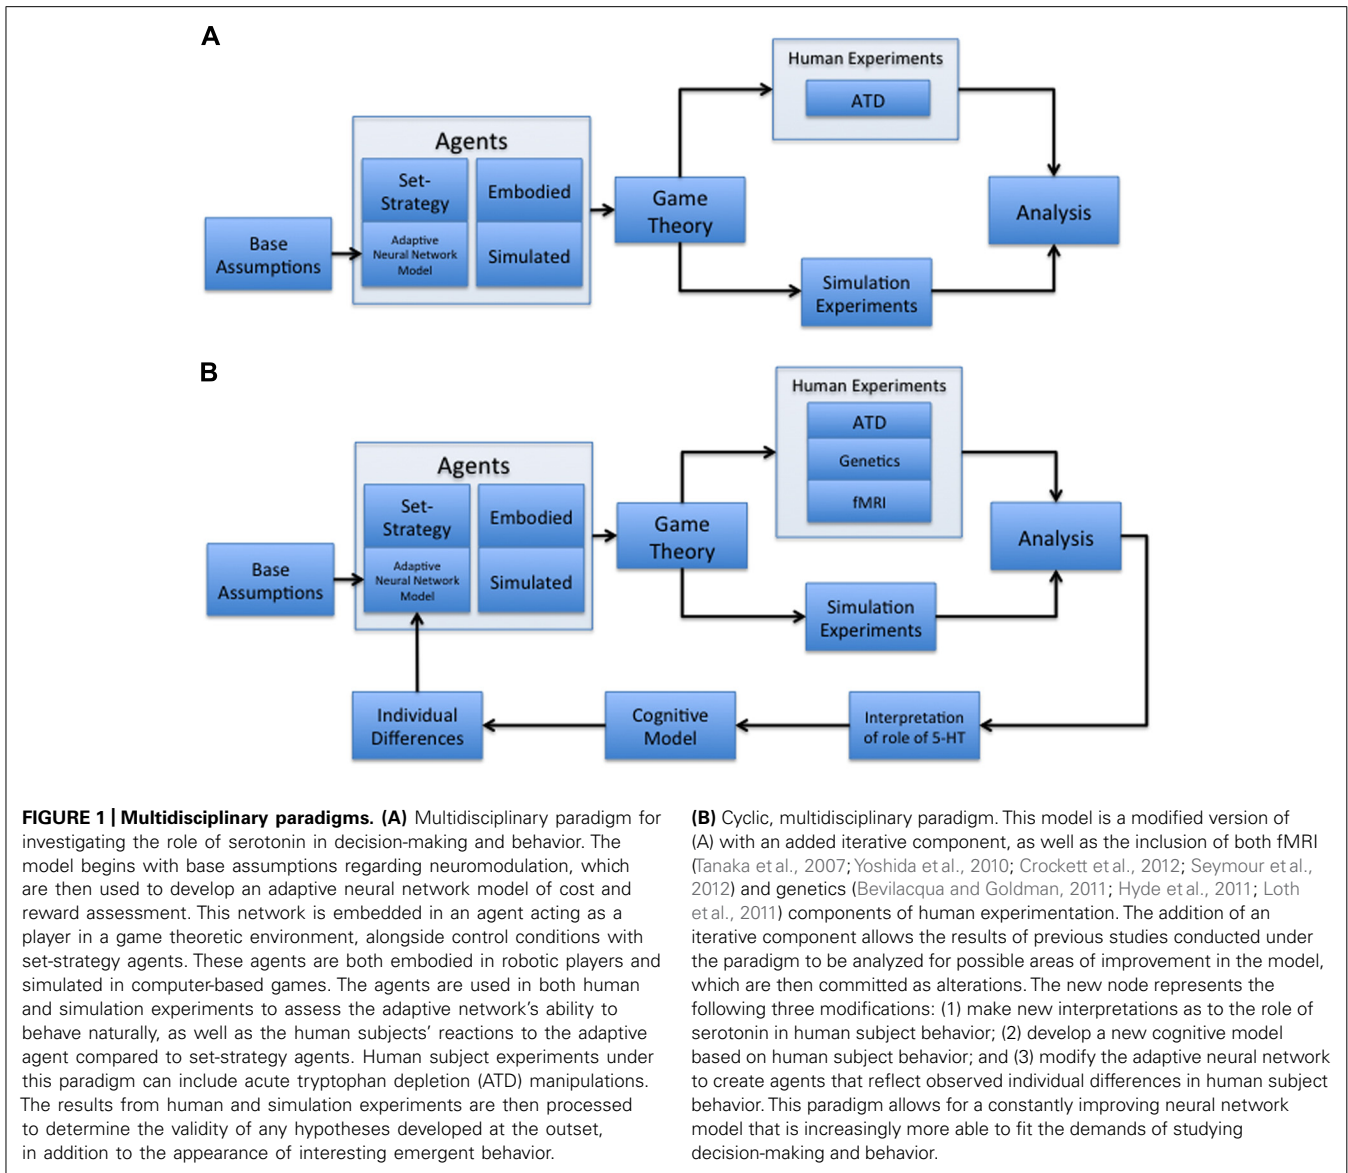 A
Human Experiments
ATD
Agents
Set-
Strategy
Embodied
Adaptive
Neural Network
Model
Simulated
Base
Assumptions
Game
Theory
Analysis
Simulation
Experiments
B
Human Experiments
ATD
Genetics
fMRI
Agents
Set-
Strategy
Embodied
Adaptive
Neural Network
Model
Simulated
Base
Assumptions
Game
Theory
Analysis
Simulation
Experiments
Individual
Differences
Cognitive
Model
Interpretation
of role of 5-HT
FIGURE 1 | Multidisciplinary paradigms. (A) Multidisciplinary paradigm for
investigating the role of serotonin in decision-making and behavior. The
model begins with base assumptions regarding neuromodulation, which
are then used to develop an adaptive neural network model of cost and
reward assessment. This network is embedded in an agent acting as a
player in a game theoretic environment, alongside control conditions with
set-strategy agents. These agents are both embodied in robotic players and
simulated in computer-based games. The agents are used in both human
and simulation experiments to assess the adaptive network's ability to
behave naturally, as well as the human subjects' reactions to the adaptive
agent compared to set-strategy agents. Human subject experiments under
this paradigm can include acute tryptophan depletion (ATD) manipulations.
The results from human and simulation experiments are then processed
to determine the validity of any hypotheses developed at the outset,
in addition to the appearance of interesting emergent behavior.
(B) Cyclic, multidisciplinary paradigm. This model is a modified version of
(A) with an added iterative component, as well as the inclusion of both fMRI
(Tanaka et al., 2007; Yoshida et al., 2010; Crockett et al., 2012; Seymour et al.,
2012) and genetics (Bevilacqua and Goldman, 2011; Hyde et al., 2011; Loth
et al., 2011) components of human experimentation. The addition of an
iterative component allows the results of previous studies conducted under
the paradigm to be analyzed for possible areas of improvement in the model,
which are then committed as alterations. The new node represents the
following three modifications: (1) make new interpretations as to the role of
serotonin in human subject behavior; (2) develop a new cognitive model
based on human subject behavior; and (3) modify the adaptive neural network
to create agents that reflect observed individual differences in human subject
behavior. This paradigm allows for a constantly improving neural network
model that is increasingly more able to fit the demands of studying
decision-making and behavior.